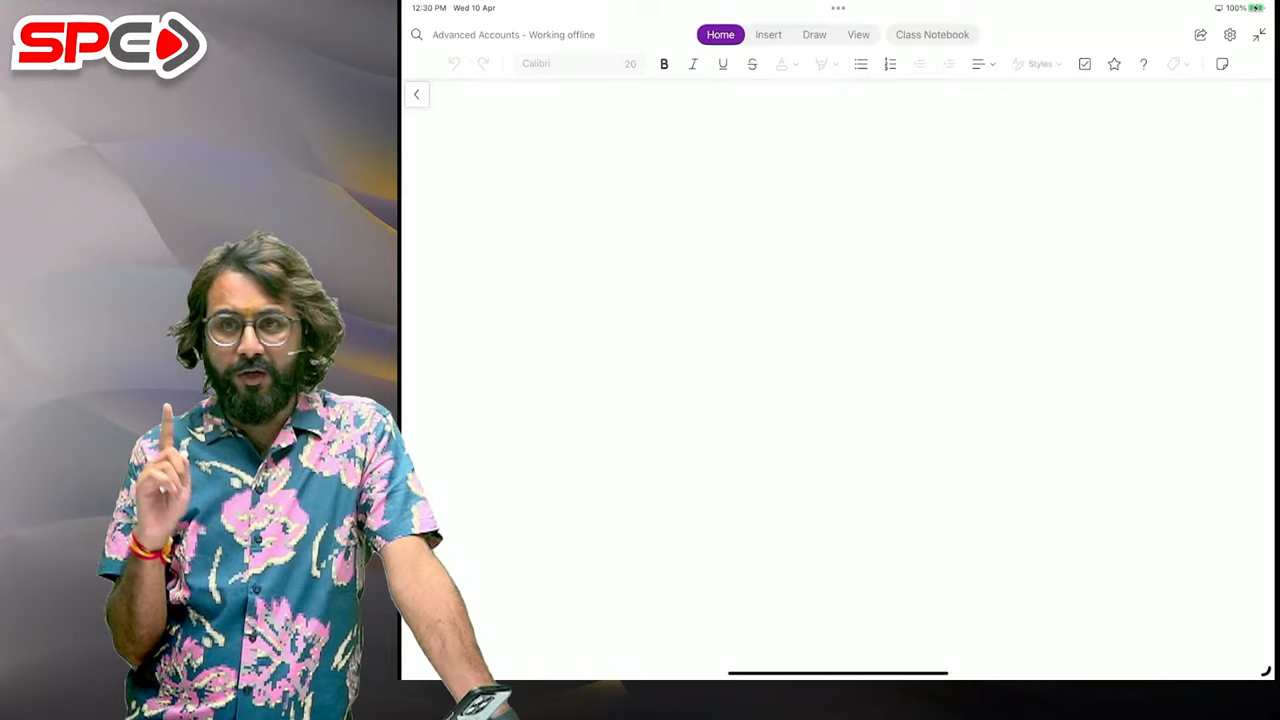 SPED
12:30 PM Wed 10 Apr
100%
Advanced Accounts - Working offline
Home Insert Draw View Class Notebook
Calibri 20 B I U S Styles ?